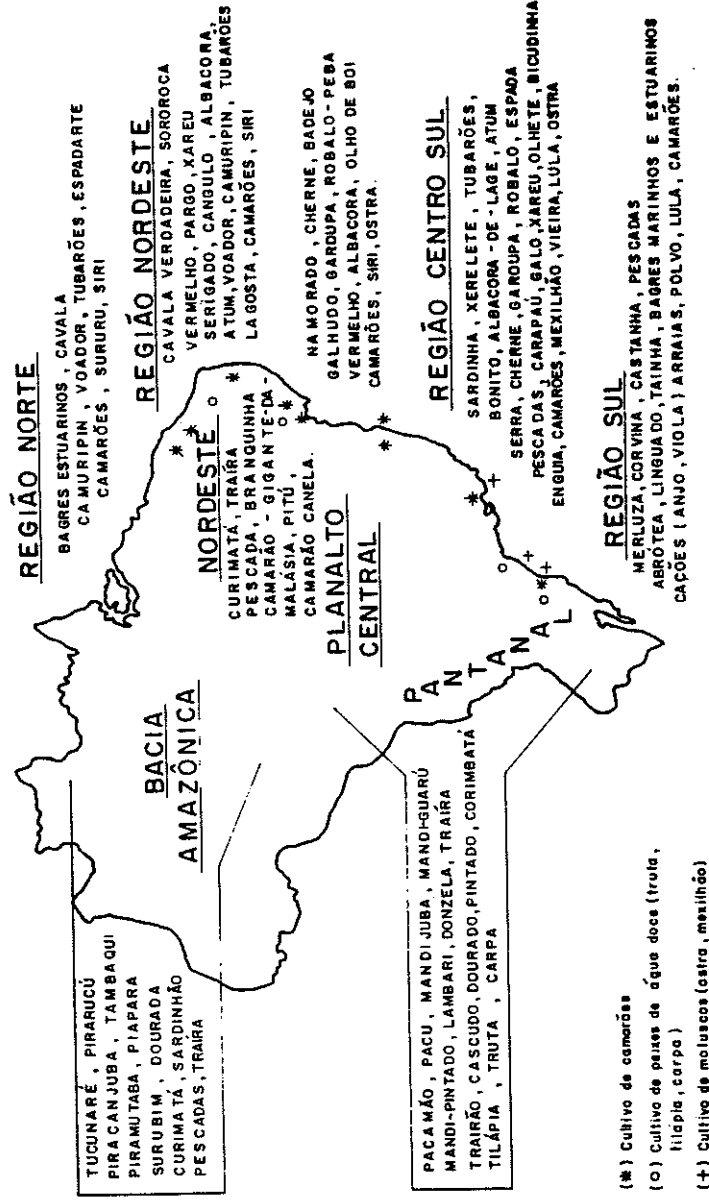 REGIÃO NORTE
BAGRES ESTUARINOS, CAVALA
CAMURIPIN, VOADOR, TUBARÕES, ESPADARTE
CAMARÕES, SURURU, SIRI
REGIÃO NORDESTE
CAVALA VERDADEIRA, SOROROCA
VERMELHO, PARGO, XAREU
SERIGADO, CANGULO, ALBACORA,
ATUM, VOADOR, CAMURIPIN, TUBARÕES
LAGOSTA, CAMARÕES, SIRI
NAMORADO, CHERNE, BADEJO
GALHUDO, GAROUPA, ROBALO-PEBA
VERMELHO, ALBACORA, OLHO DE BOI
CAMARÕES, SIRI, OSTRA.
REGIÃO CENTRO SUL
SARDINHA, XERELETE, TUBARÕES,
BONITO, ALBACORA-DE-LAGE, ATUM
SERRA, CHERNE, GAROUPA, ROBALO, ESPADA
PESCADAS, CARAPAÚ, GALO, XAREU, OLHETE, BICUDINHA
ENGUIA, CAMARÕES, MEXILHÃO, VIEIRA, LULA, OSTRA
REGIÃO SUL
MERLUZA, CORVINA, CASTANHA, PESCADAS
ABRÓTEA, LINGUADO, TAINHA, BAGRES MARINHOS E ESTUARINOS
CAÇÕES (ANJO, VIOLA) ARRAIAS, POLVO, LULA, CAMARÕES.
NORDESTE
CURIMATÁ, TRAÍRA
PESCADA, BRANQUINHA
CAMARÃO-GIGANTE-DA-
MALÁSIA, PITÚ,
CAMARÃO CANELA.
PLANALTO
CENTRAL
BACIA
AMAZÔNICA
PANTANAL
TUCUNARÉ, PIRARUCÚ
PIRACANJUBA, TAMBAQUI
PIRAMUTABA, PIAPARA
SURUBIM, DOURADA
CURIMATÁ, SARDINHÃO
PESCADAS, TRAÍRA
PACAMÃO, PACU, MANDIJUBA, MANDI-GUARÚ
MANDI-PINTADO, LAMBARI, DONZELA, TRAÍRA
TRAIRÃO, CASCUDO, DOURADO, PINTADO, CORIMBATÁ
TILÁPIA, TRUTA, CARPA
(*) Cultivo de camarões
(O) Cultivo de peixes de água doce (truta,
tilápia, carpa)
(+) Cultivo de moluscos (ostra, mexilhão)